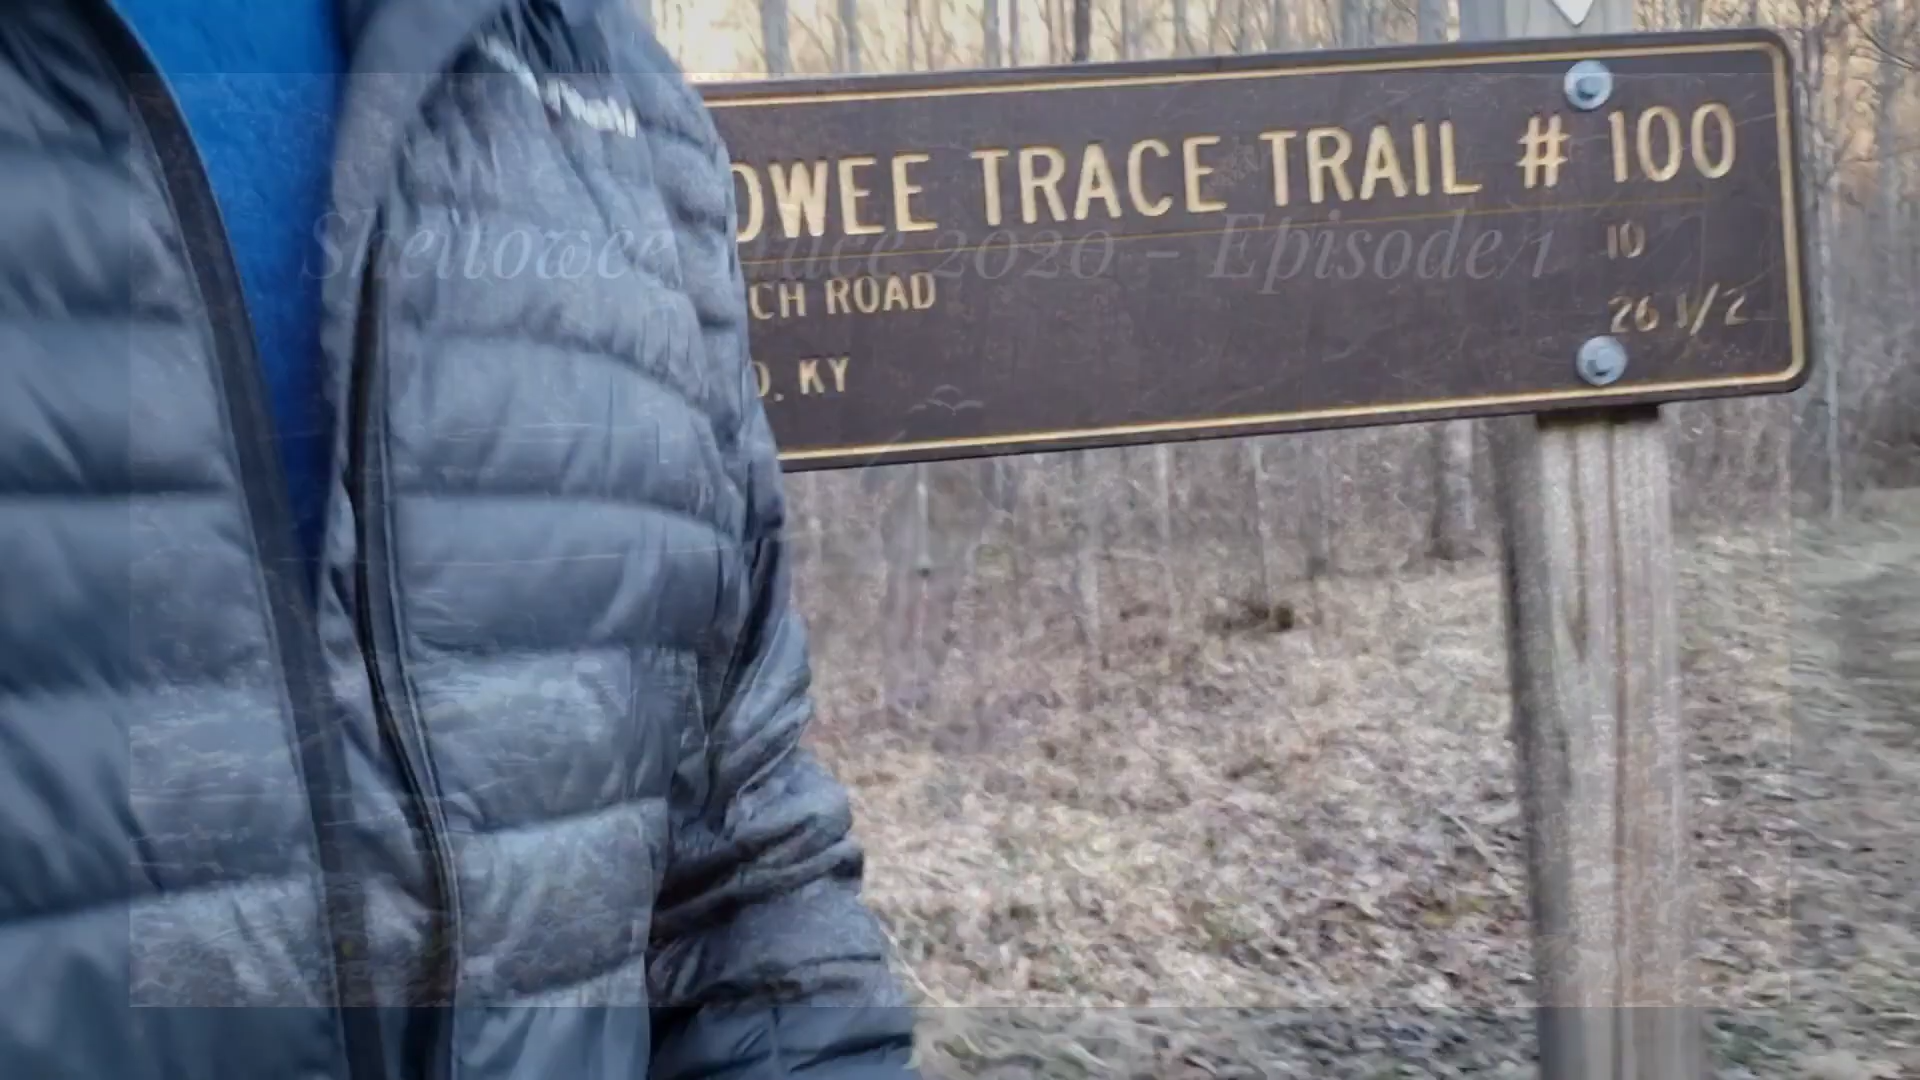 OWEE TRACE TRAIL # 100
Sheltowee Trace 2020 - Episode 1
CH ROAD 10
26 1/2
D, KY